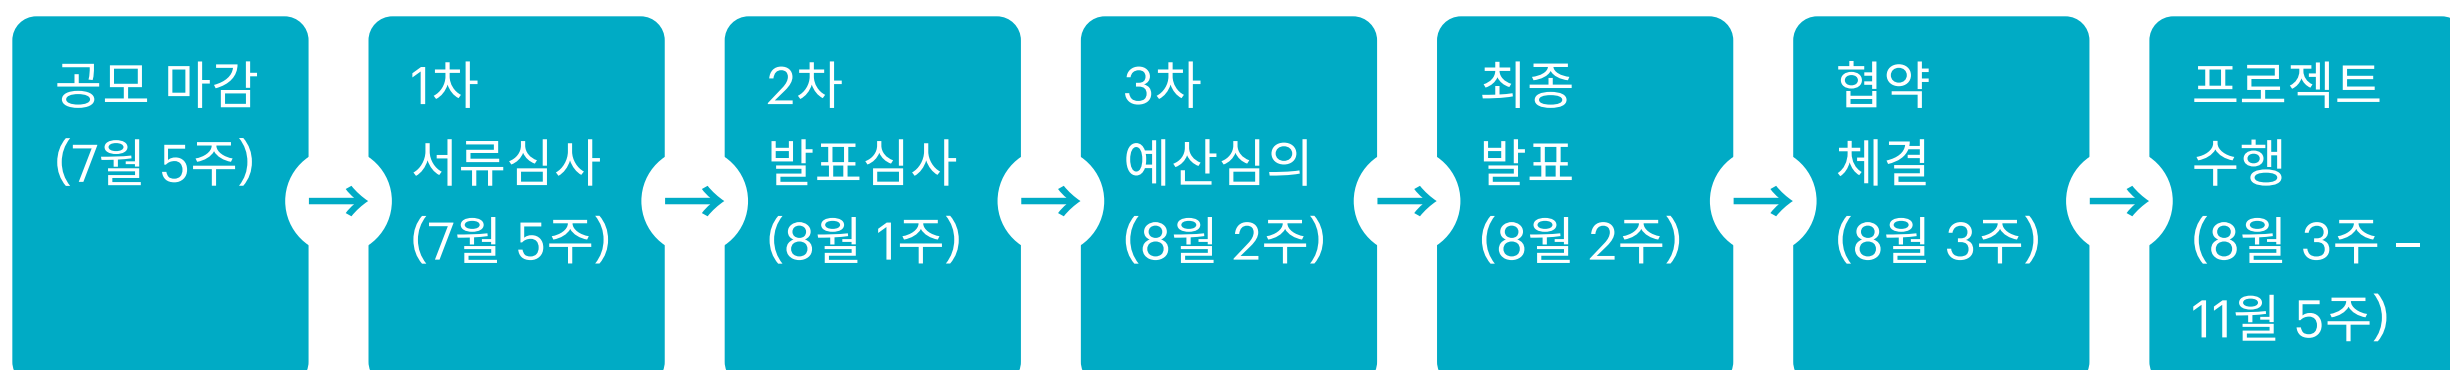 공모 마감
(7월 5주)
1차
서류심사
(7월 5주)
2차
발표심사
(8월 1주)
3차
예산심의
(8월 2주)
최종
발표
(8월 2주)
협약
체결
(8월 3주)
프로젝트
수행
(8월 3주 –
11월 5주)